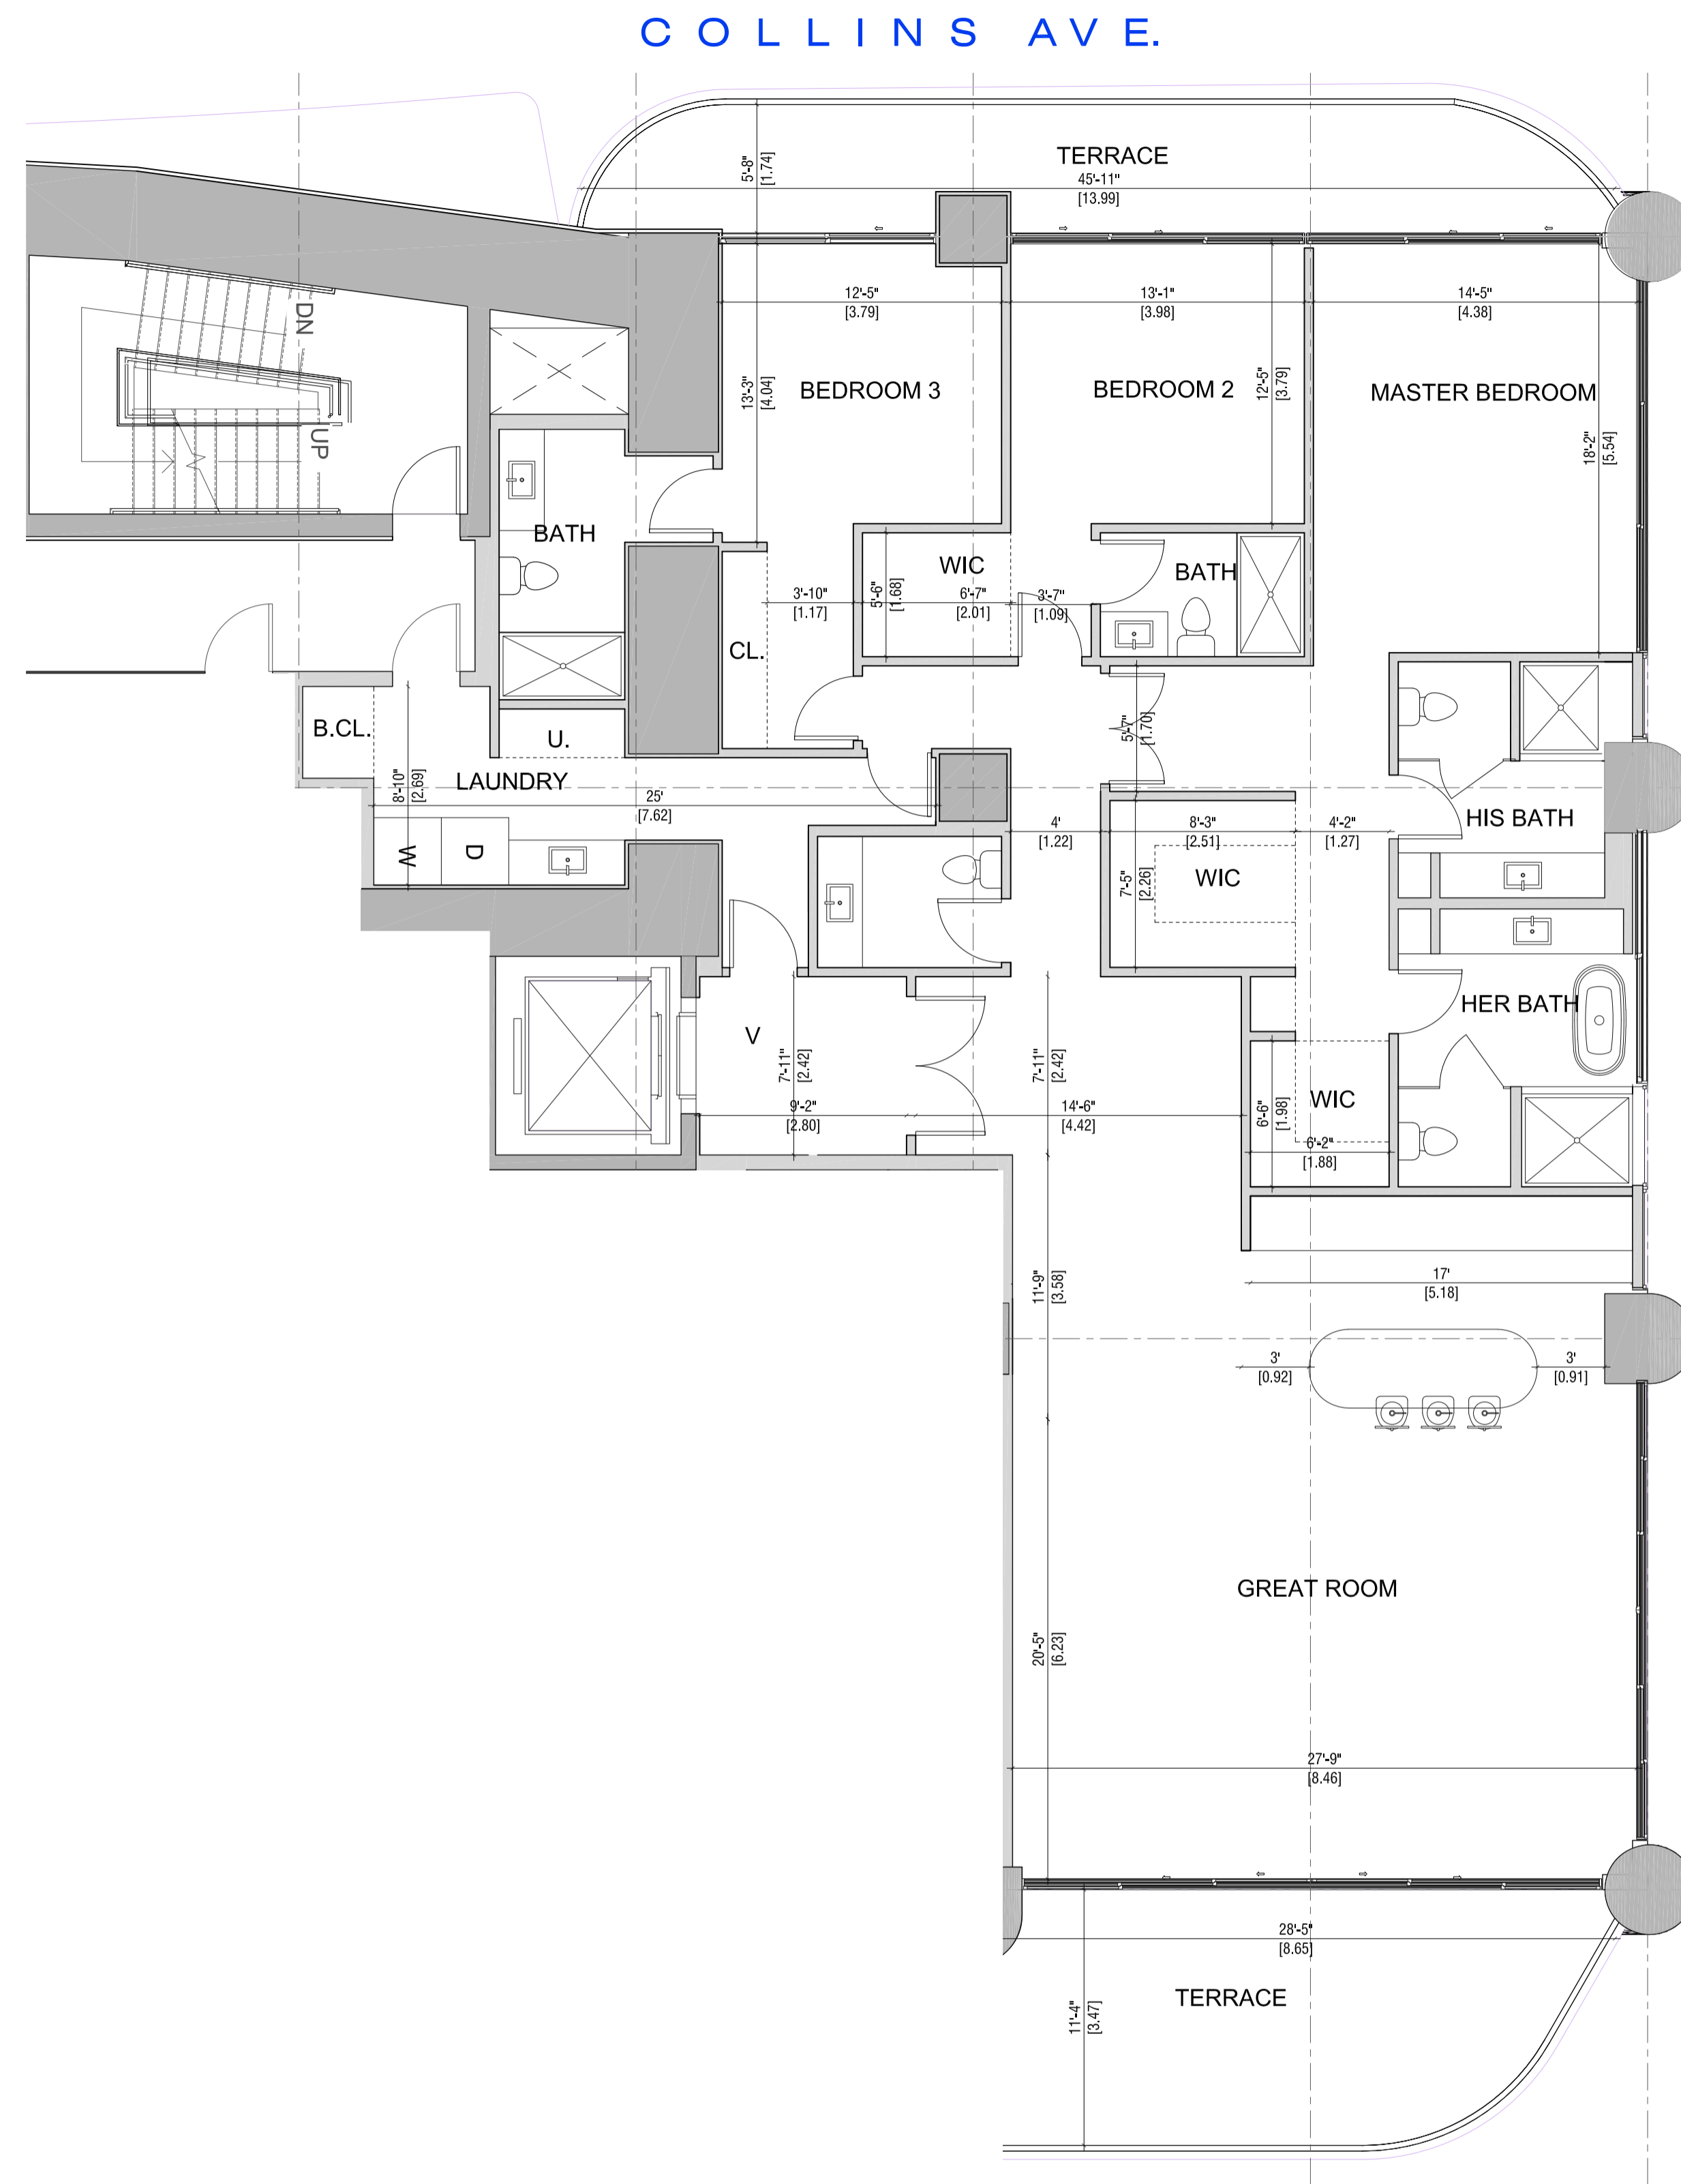 COLLINS AVE.
TERRACE
5'-8"
[1.74]
45'-11"
[13.99]
DN
UP
12'-5"
[3.79]
13'-1"
[3.98]
14'-5"
[4.38]
13'-3"
[4.04]
BEDROOM 3
BEDROOM 2
12'-5"
[3.79]
MASTER BEDROOM
18'-2"
[5.54]
BATH
WIC
BATH
3'-10"
[1.17]
5'-6"
[1.68]
6'-7"
[2.01]
3'-7"
[1.09]
CL.
B.CL.
U.
5'-7"
[1.70]
LAUNDRY
8'-10"
[2.69]
25'
[7.62]
W
D
4'
[1.22]
8'-3"
[2.51]
4'-2"
[1.27]
HIS BATH
7'-5"
[2.26]
WIC
HER BATH
V
7'-11"
[2.42]
7'-11"
[2.42]
9'-2"
[2.80]
14'-6"
[4.42]
6'-6"
[1.98]
WIC
6'-2"
[1.88]
11'-9"
[3.58]
17'
[5.18]
3'
[0.92]
3'
[0.91]
GREAT ROOM
20'-5"
[6.23]
27'-9"
[8.46]
28'-5"
[8.65]
TERRACE
11'-4"
[3.47]